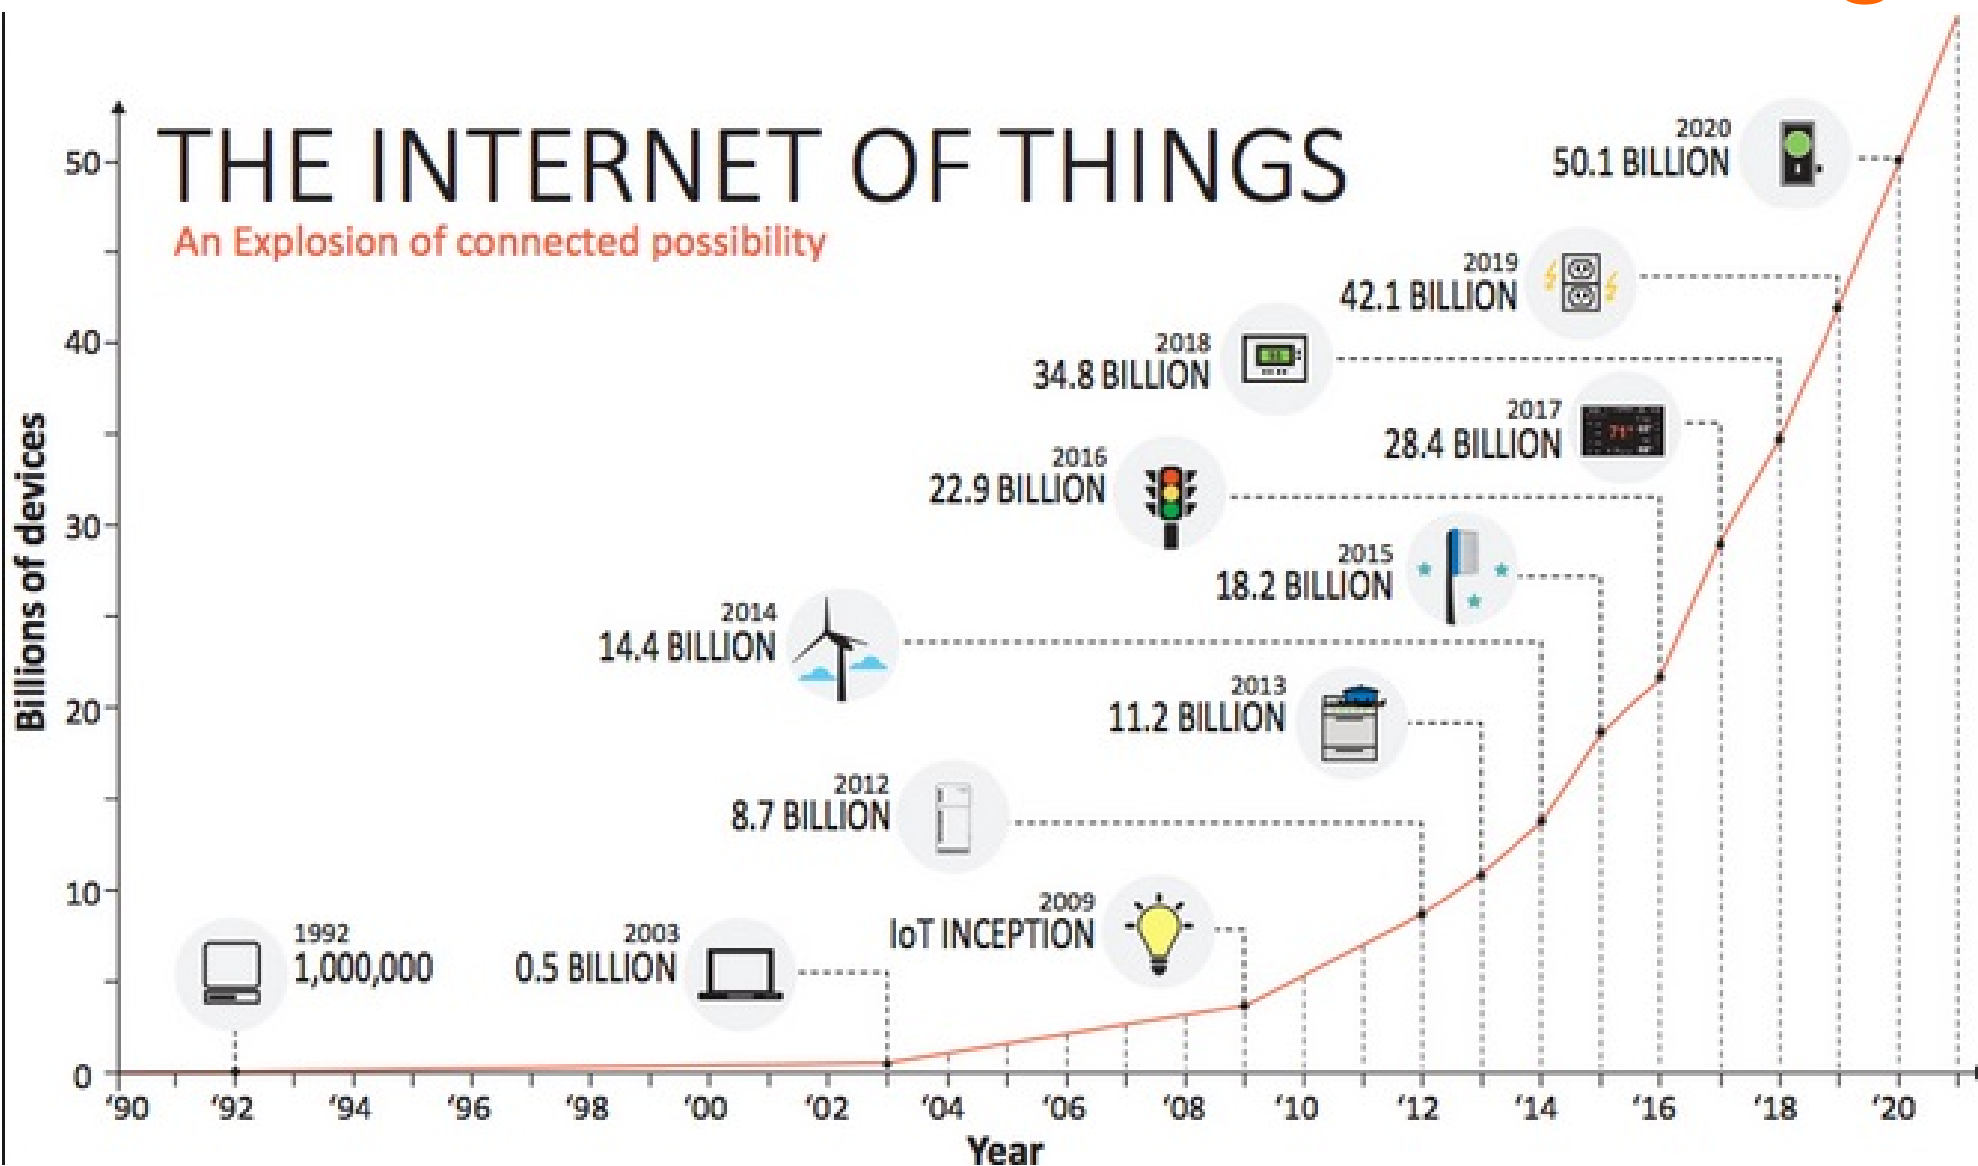 THE INTERNET OF THINGS
An Explosion of connected possibility
2020
50.1 BILLION
2019
42.1 BILLION
2018
34.8 BILLION
2017
28.4 BILLION
2016
22.9 BILLION
2015
18.2 BILLION
2014
14.4 BILLION
2013
11.2 BILLION
2012
8.7 BILLION
2009
IoT INCEPTION
2003
0.5 BILLION
1992
1,000,000
Billions of devices
50
40
30
20
10
0
‘90 ‘92 ‘94 ‘96 ‘98 ‘00 ‘02 ‘04 ‘06 ‘08 ‘10 ‘12 ‘14 ‘16 ‘18 ‘20
Year